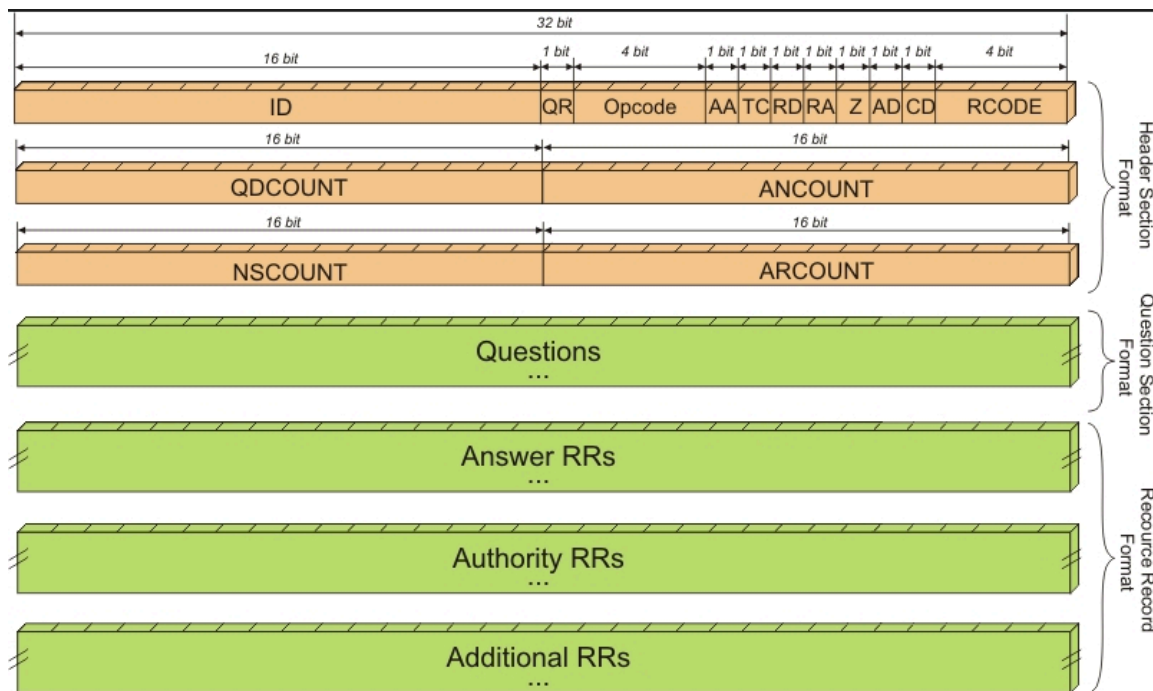 32 bit
16 bit 1 bit 4 bit 1 bit 1 bit 1 bit 1 bit 1 bit 1 bit 1 bit 4 bit
ID QR Opcode AA TC RD RA Z AD CD RCODE
16 bit 16 bit
QDCOUNT ANCOUNT
16 bit 16 bit
NSCOUNT ARCOUNT
Header Section
Format
Questions
...
Question Section
Format
Answer RRs
...
Authority RRs
...
Additional RRs
...
Recource Record
Format